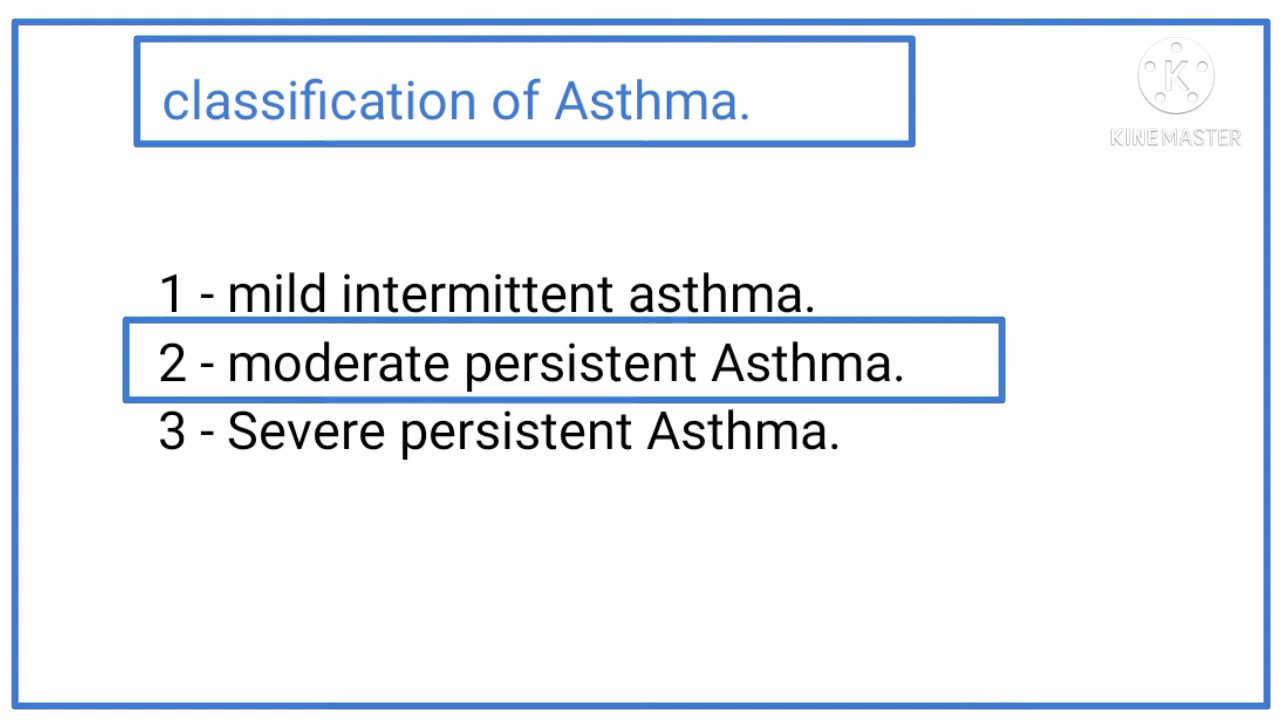 classification of Asthma.
K
KINEMASTER
1 - mild intermittent asthma.
2 - moderate persistent Asthma.
3 - Severe persistent Asthma.